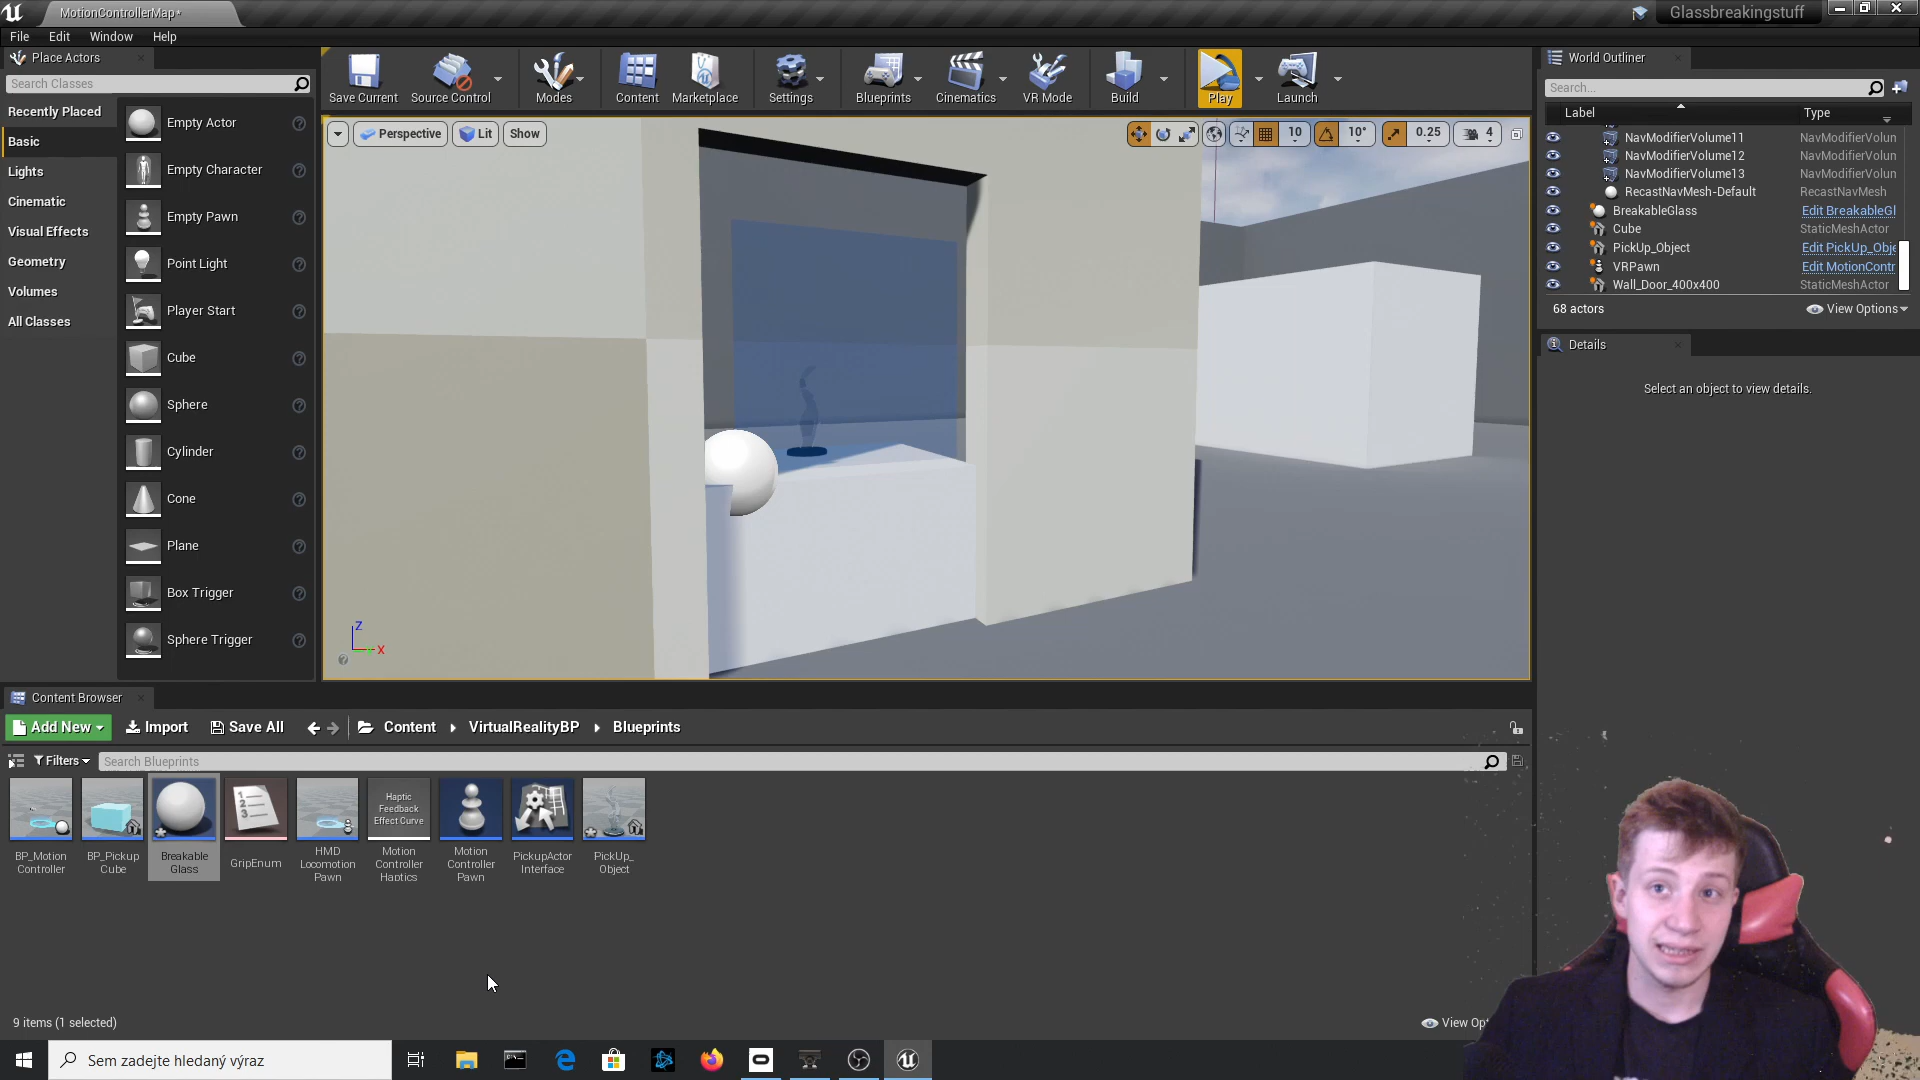 MotionControllerMap*
Glassbreakingstuff
File Edit Window Help
Place Actors
Search Classes
Recently Placed
Basic
Lights
Cinematic
Visual Effects
Geometry
Volumes
All Classes
Empty Actor
Empty Character
Empty Pawn
Point Light
Player Start
Cube
Sphere
Cylinder
Cone
Plane
Box Trigger
Sphere Trigger
Save Current
Source Control
Modes
Content
Marketplace
Settings
Blueprints
Cinematics
VR Mode
Build
Play
Launch
Perspective
Lit
Show
10
10°
0.25
4
Z
X
World Outliner
Search...
Label Type
NavModifierVolume11 NavModifierVolun
NavModifierVolume12 NavModifierVolun
NavModifierVolume13 NavModifierVolun
RecastNavMesh-Default RecastNavMesh
BreakableGlass Edit BreakableGl
Cube StaticMeshActor
PickUp_Object Edit PickUp_Obje
VRPawn Edit MotionContr
Wall_Door_400x400 StaticMeshActor
68 actors
View Options
Details
Select an object to view details.
Content Browser
Add New
Import
Save All
Content
VirtualRealityBP
Blueprints
Filters
Search Blueprints
1
2
3
Haptic
Feedback
Effect Curve
BP_Motion
Controller
BP_Pickup
Cube
Breakable
Glass
GripEnum
HMD
Locomotion
Pawn
Motion
Controller
Haptics
Motion
Controller
Pawn
PickupActor
Interface
PickUp_
Object
9 items (1 selected)
View Opt
Sem zadejte hledaný výraz